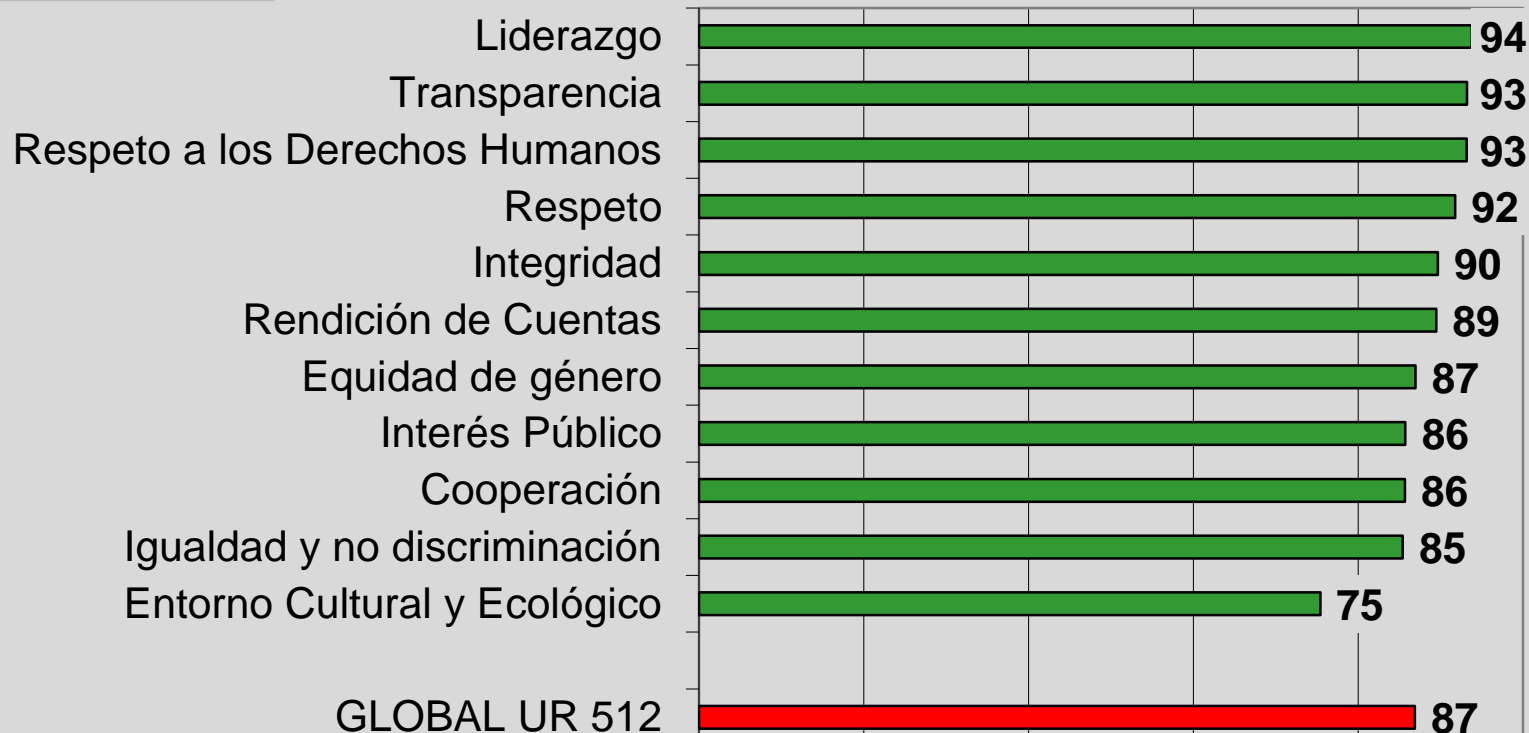 Liderazgo 94
Transparencia 93
Respeto a los Derechos Humanos 93
Respeto 92
Integridad 90
Rendición de Cuentas 89
Equidad de género 87
Interés Público 86
Cooperación 86
Igualdad y no discriminación 85
Entorno Cultural y Ecológico 75
GLOBAL UR 512 87